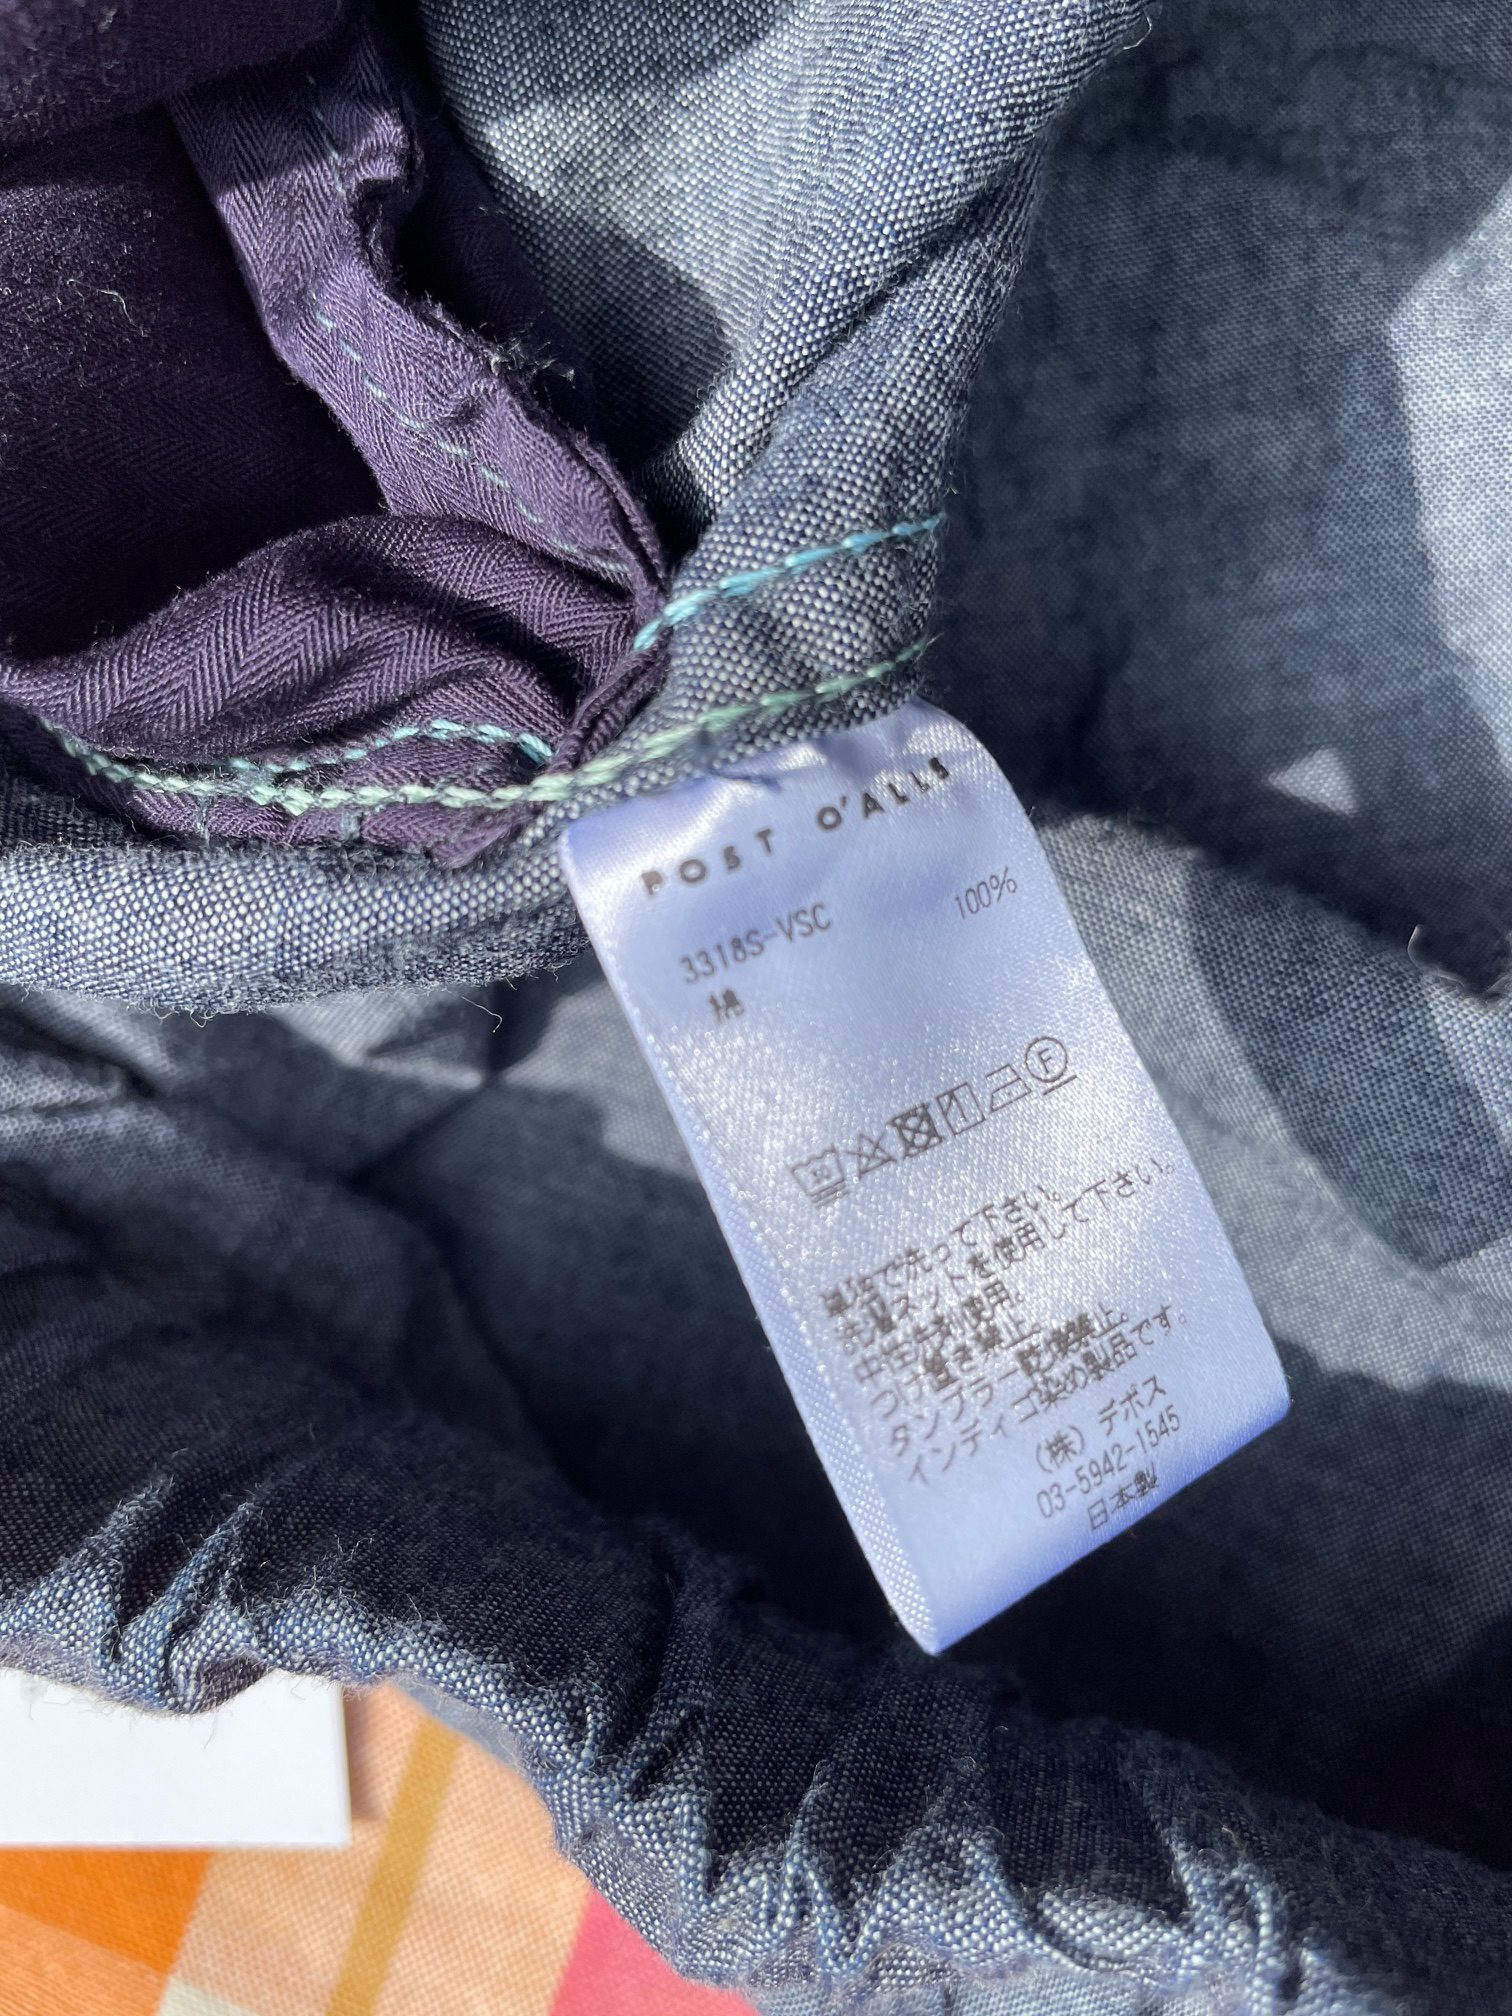 POST O'ALLS
3318S-VSC
綿 100%
30
F
単独で洗って下さい。
洗濯ネットを使用して下さい。
中性洗剤使用。
つけ置き禁止。
タンブラー乾燥禁止。
インディゴ染め製品です。
(株) デポス
03-5942-1545
日本製